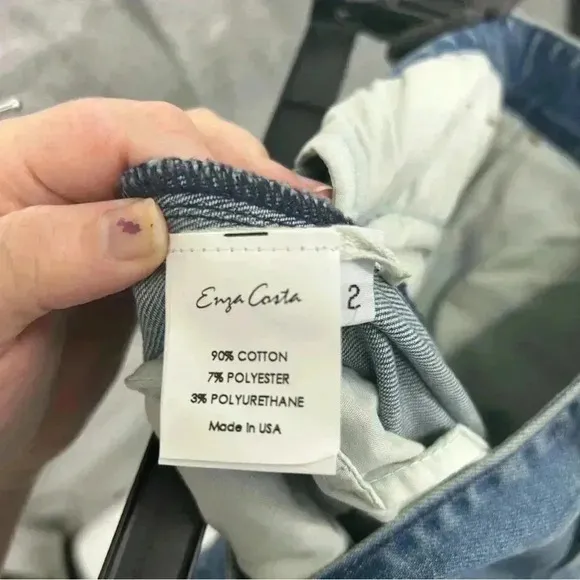 Enza Costa
2
90% COTTON
7% POLYESTER
3% POLYURETHANE
Made in USA